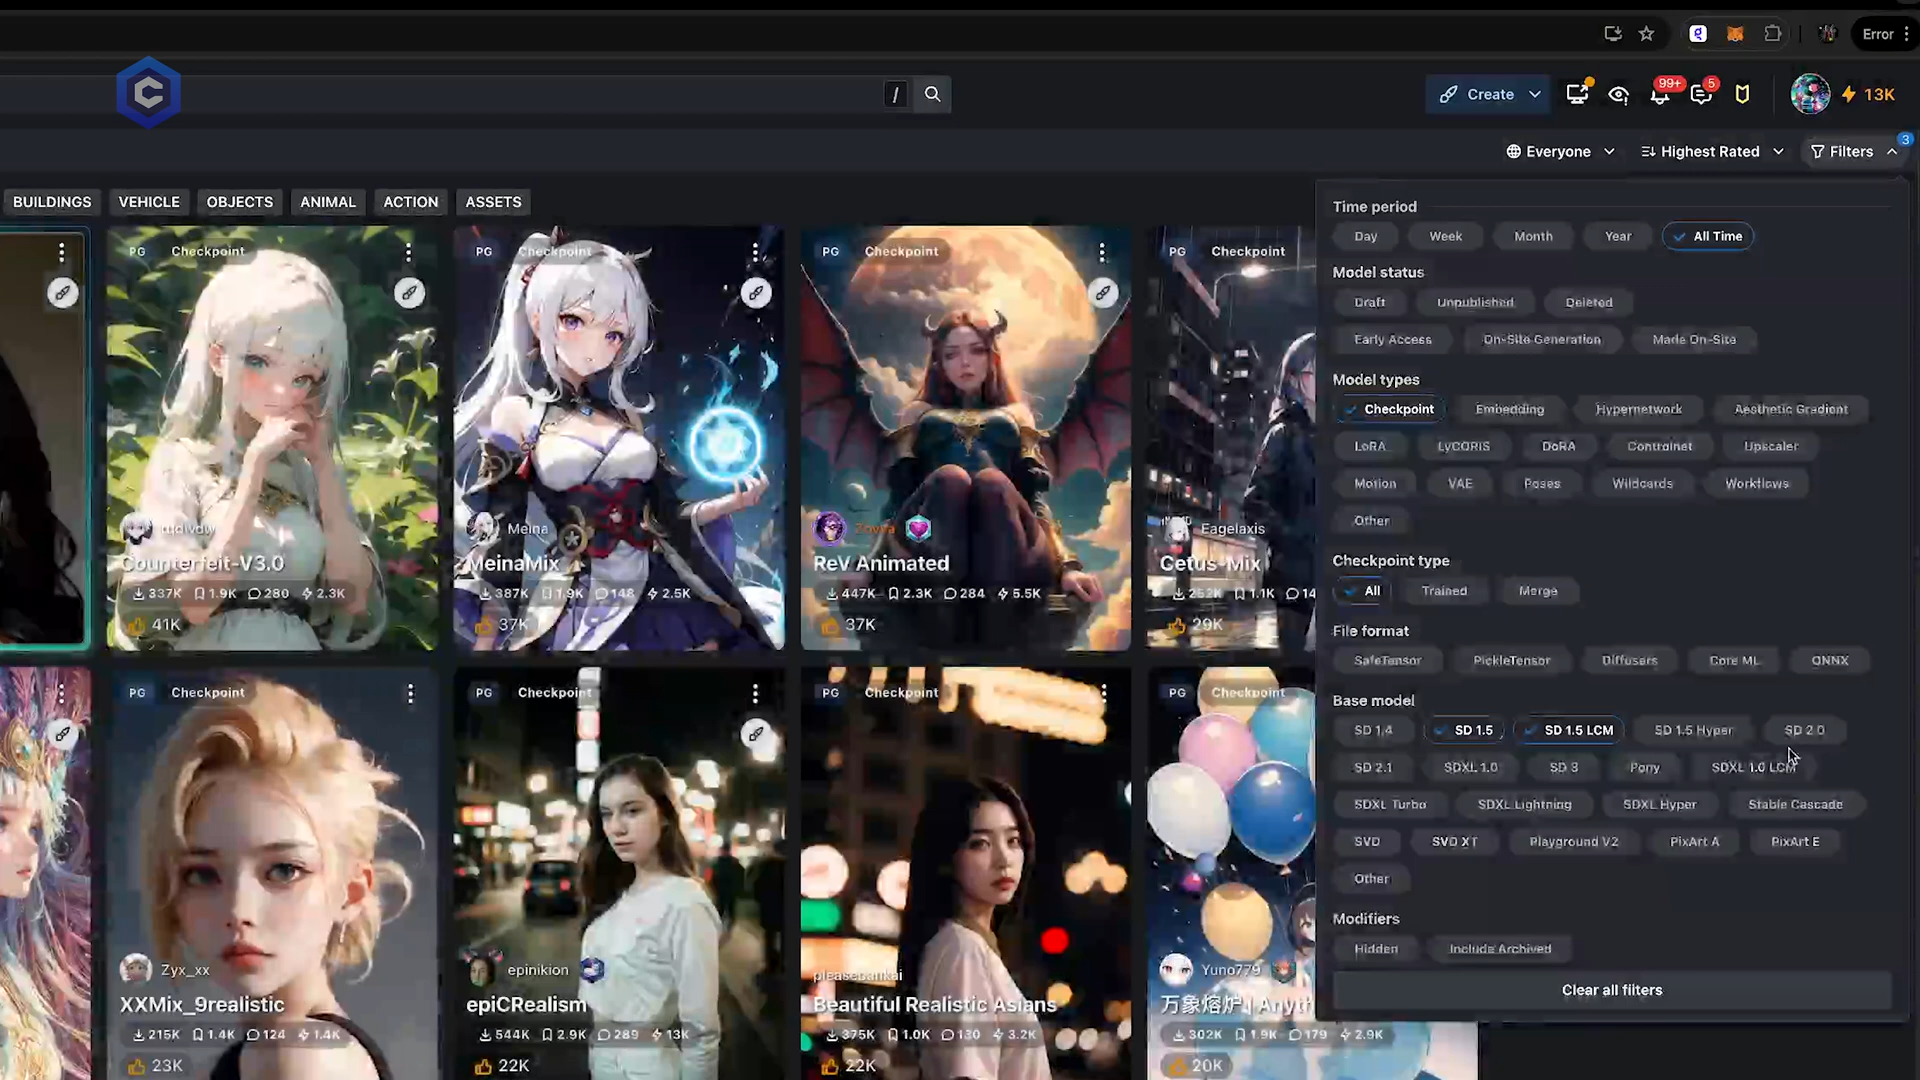 Error
/
Create
99+
5
13K
Everyone
Highest Rated
Filters
3
BUILDINGS
VEHICLE
OBJECTS
ANIMAL
ACTION
ASSETS
PG Checkpoint
Counterfeit-V3.0
337K 1.9K 280 2.3K
41K
PG Checkpoint
Meina
MeinaMix
387K 1.9K 148 2.5K
37K
PG Checkpoint
Zovya
ReV Animated
447K 2.3K 284 5.5K
37K
PG Checkpoint
Eagelaxis
Cetus-Mix
252K 1.1K 14
29K
PG Checkpoint
Zyx_xx
XXMix_9realistic
215K 1.4K 124 1.4K
23K
PG Checkpoint
epinikion
epiCRealism
544K 2.9K 289 13K
22K
PG Checkpoint
pleasebankai
Beautiful Realistic Asians
375K 1.0K 130 3.2K
22K
PG Checkpoint
Yuno779
万象熔炉 | Anyth
302K 1.9K 179 2.9K
20K
Time period
Day Week Month Year All Time
Model status
Draft Unpublished Deleted
Early Access On-Site Generation Made On-Site
Model types
Checkpoint Embedding Hypernetwork Aesthetic Gradient
LoRA LyCORIS DoRA Controlnet Upscaler
Motion VAE Poses Wildcards Workflows
Other
Checkpoint type
All Trained Merge
File format
SafeTensor PickleTensor Diffusers Core ML ONNX
Base model
SD 1.4 SD 1.5 SD 1.5 LCM SD 1.5 Hyper SD 2.0
SD 2.1 SDXL 1.0 SD 3 Pony SDXL 1.0 LCM
SDXL Turbo SDXL Lightning SDXL Hyper Stable Cascade
SVD SVD XT Playground V2 PixArt A PixArt E
Other
Modifiers
Hidden Include Archived
Clear all filters